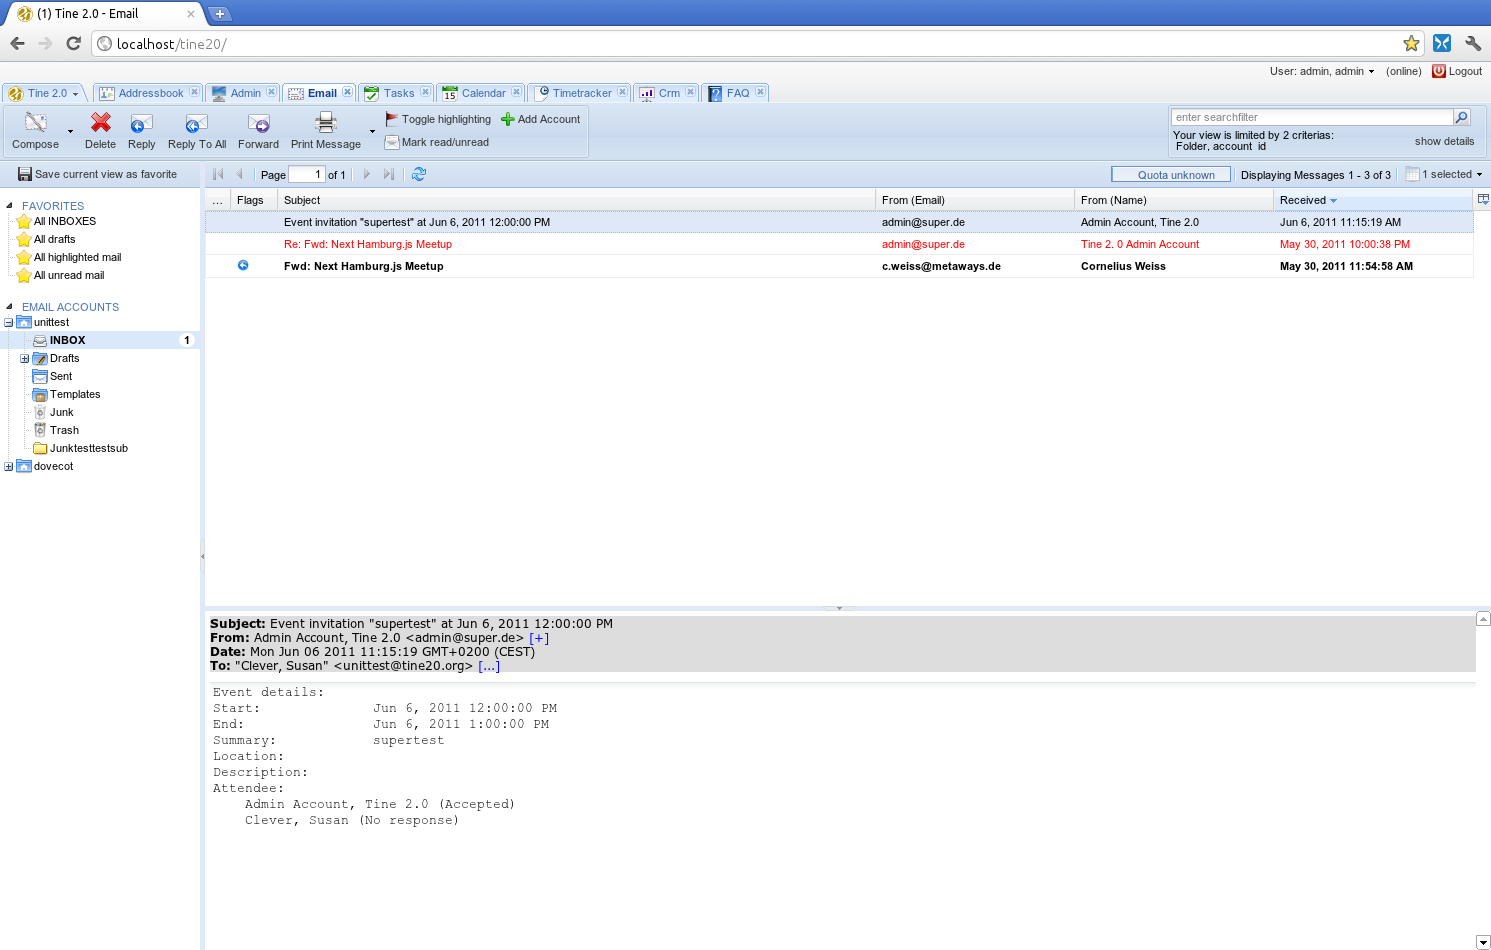 (1) Tine 2.0 - Email
localhost/tine20/
User: admin, admin (online) Logout
Tine 2.0 Addressbook Admin Email Tasks Calendar Timetracker Crm FAQ
Compose Delete Reply Reply To All Forward Print Message
Toggle highlighting Add Account
Mark read/unread
enter searchfilter
Your view is limited by 2 criterias:
Folder, account_id
show details
Save current view as favorite
Page 1 of 1
Quota unknown
Displaying Messages 1 - 3 of 3
1 selected
FAVORITES
All INBOXES
All drafts
All highlighted mail
All unread mail
EMAIL ACCOUNTS
unittest
INBOX 1
Drafts
Sent
Templates
Junk
Trash
Junktesttestsub
dovecot
... Flags Subject From (Email) From (Name) Received
Event invitation "supertest" at Jun 6, 2011 12:00:00 PM admin@super.de Admin Account, Tine 2.0 Jun 6, 2011 11:15:19 AM
Re: Fwd: Next Hamburg.js Meetup admin@super.de Tine 2. 0 Admin Account May 30, 2011 10:00:38 PM
Fwd: Next Hamburg.js Meetup c.weiss@metaways.de Cornelius Weiss May 30, 2011 11:54:58 AM
Subject: Event invitation "supertest" at Jun 6, 2011 12:00:00 PM
From: Admin Account, Tine 2.0 <admin@super.de> [+]
Date: Mon Jun 06 2011 11:15:19 GMT+0200 (CEST)
To: "Clever, Susan" <unittest@tine20.org> [...]
Event details:
Start: Jun 6, 2011 12:00:00 PM
End: Jun 6, 2011 1:00:00 PM
Summary: supertest
Location:
Description:
Attendee:
Admin Account, Tine 2.0 (Accepted)
Clever, Susan (No response)